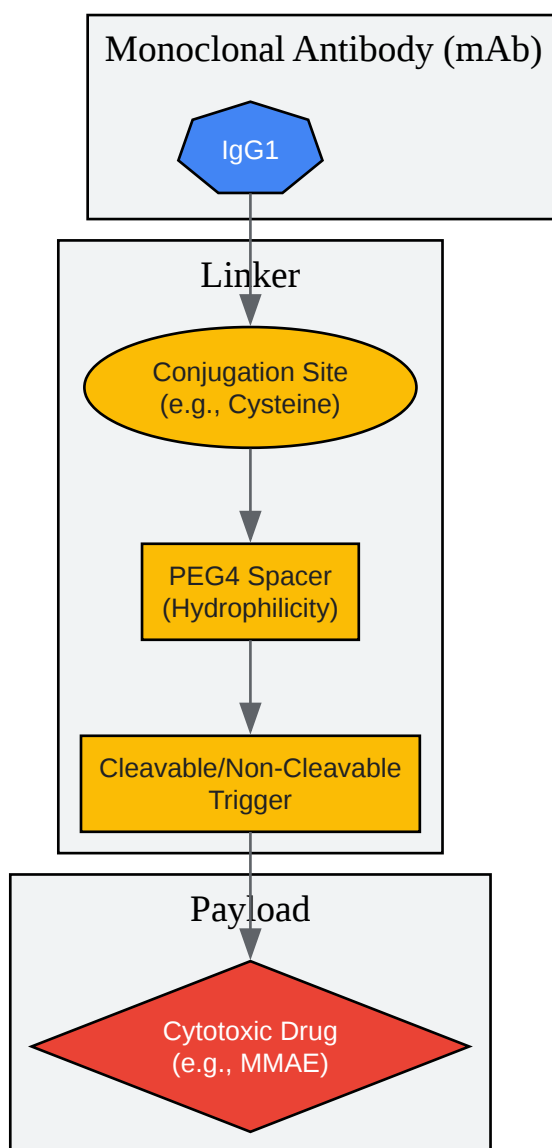 Monoclonal Antibody (mAb)
IgG1
Linker
Conjugation Site
(e.g., Cysteine)
PEG4 Spacer
(Hydrophilicity)
Cleavable/Non-Cleavable
Trigger
Payload
Cytotoxic Drug
(e.g., MMAE)